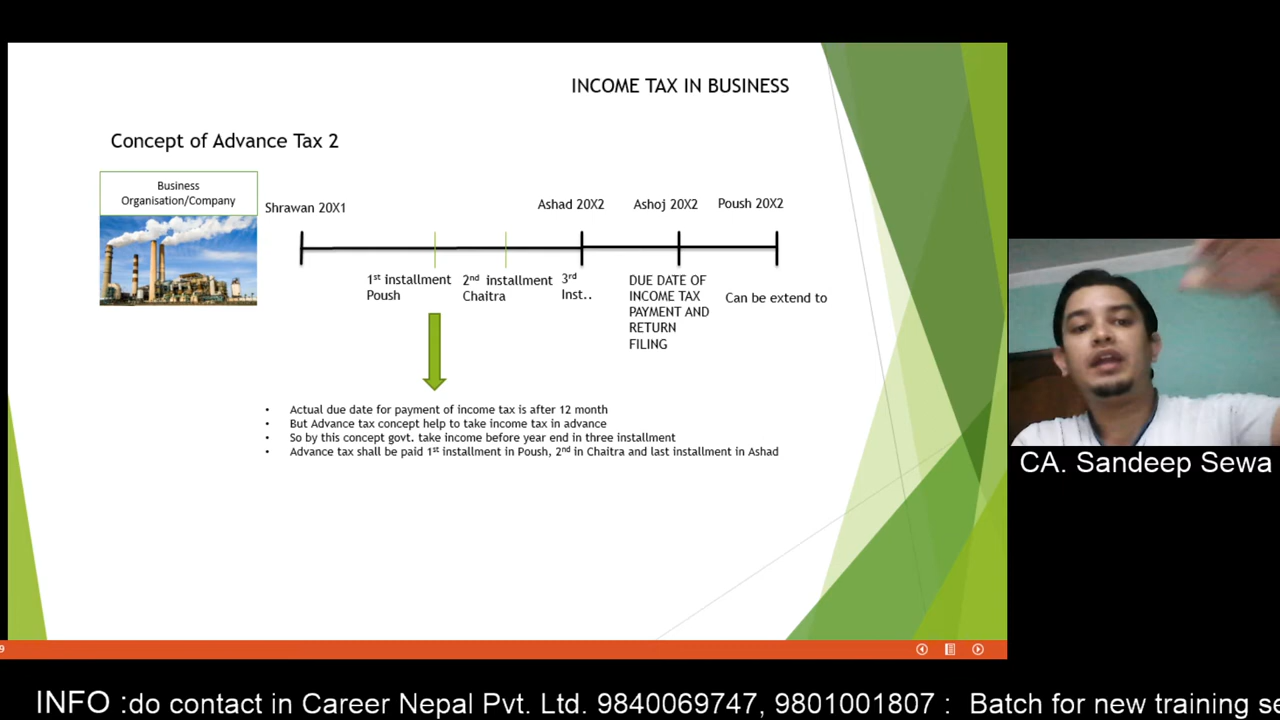 INCOME TAX IN BUSINESS
Concept of Advance Tax 2
Business
Organisation/Company
Shrawan 20X1
Ashad 20X2
Ashoj 20X2
Poush 20X2
1st installment
Poush
2nd installment
Chaitra
3rd
Inst..
DUE DATE OF
INCOME TAX
PAYMENT AND
RETURN
FILING
Can be extend to
• Actual due date for payment of income tax is after 12 month
• But Advance tax concept help to take income tax in advance
• So by this concept govt. take income before year end in three installment
• Advance tax shall be paid 1st installment in Poush, 2nd in Chaitra and last installment in Ashad
CA. Sandeep Sewa
9
INFO :do contact in Career Nepal Pvt. Ltd. 9840069747, 9801001807 : Batch for new training se